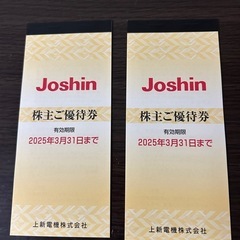 Joshin
株主ご優待券
有効期限
2025年3月31日まで
上新電機株式会社
Joshin
株主ご優待券
有効期限
2025年3月31日まで
上新電機株式会社